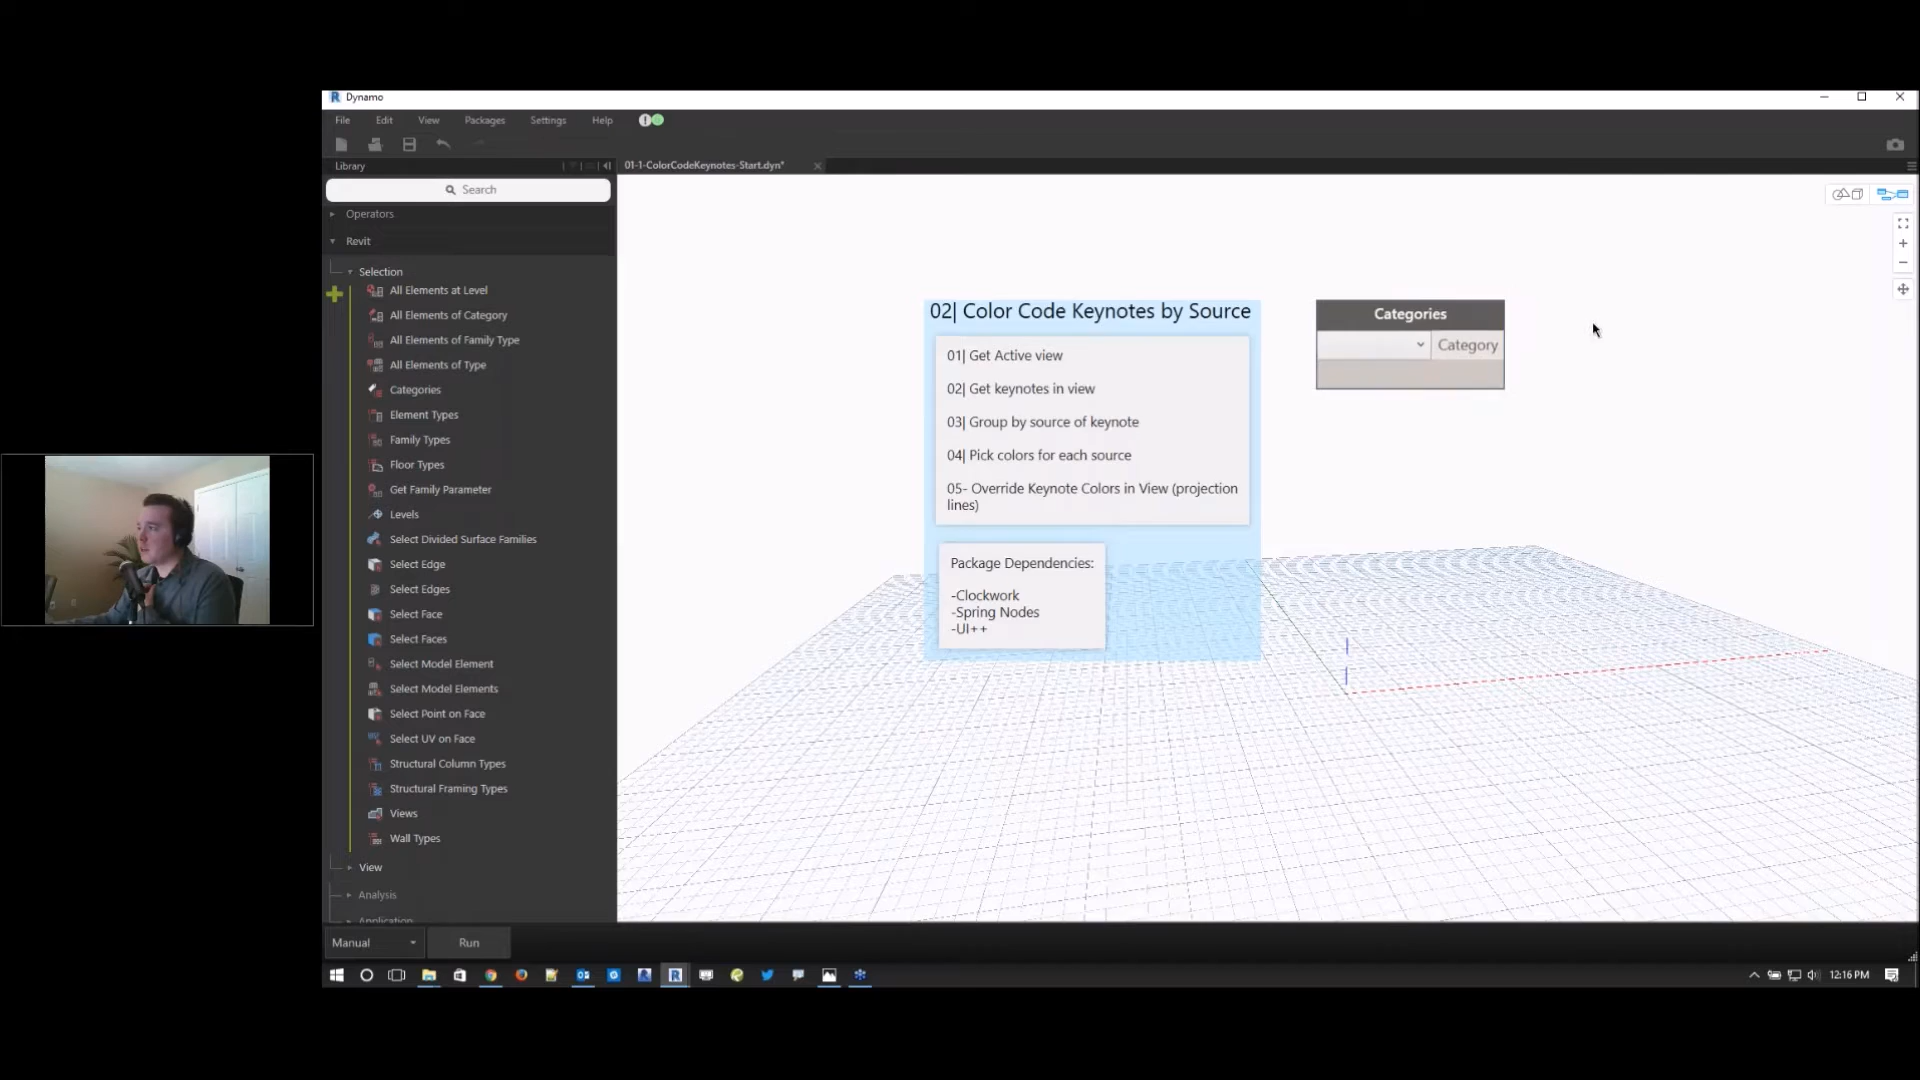 Dynamo
File Edit View Packages Settings Help
Library
01-1-ColorCodeKeynotes-Start.dyn*
Search
Operators
Revit
Selection
All Elements at Level
All Elements of Category
All Elements of Family Type
All Elements of Type
Categories
Element Types
Family Types
Floor Types
Get Family Parameter
Levels
Select Divided Surface Families
Select Edge
Select Edges
Select Face
Select Faces
Select Model Element
Select Model Elements
Select Point on Face
Select UV on Face
Structural Column Types
Structural Framing Types
Views
Wall Types
View
Analysis
Application
02| Color Code Keynotes by Source
01| Get Active view
02| Get keynotes in view
03| Group by source of keynote
04| Pick colors for each source
05- Override Keynote Colors in View (projection
lines)
Package Dependencies:
-Clockwork
-Spring Nodes
-UI++
Categories
Category
Manual
Run
12:16 PM